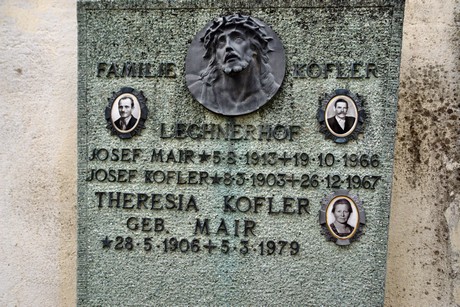 FAMILIE KOFLER
LECHNERHOF
JOSEF MAIR ★ 5·8·1913 + 19·10·1966
JOSEF KOFLER ★ 8·3·1903 + 26·12·1967
THERESIA KOFLER
GEB. MAIR
★ 28·5·1906 + 5·3·1979